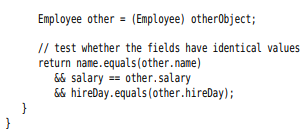 Employee other = (Employee) otherObject;

// test whether the fields have identical values
return name.equals(other.name)
&& salary == other.salary
&& hireDay.equals(other.hireDay);
}
}